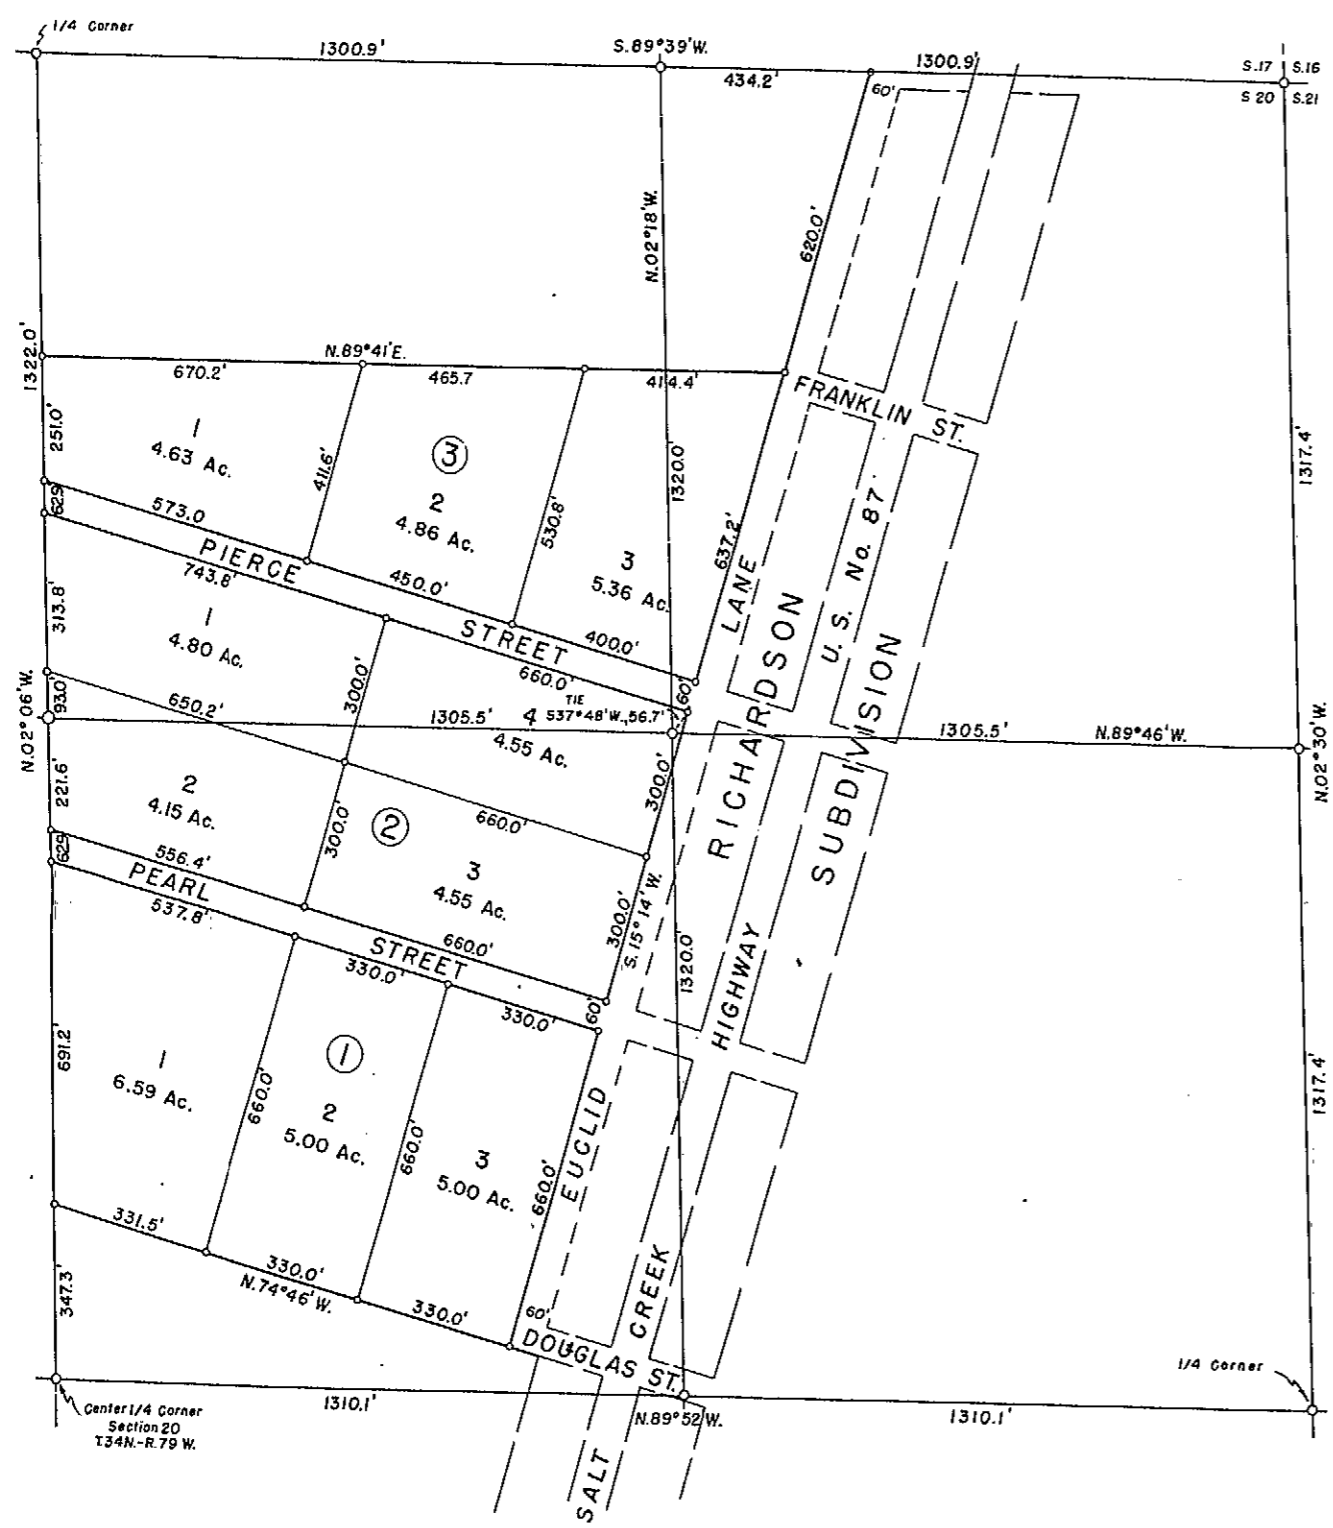 1/4 Corner
1300.9'
S.89°39'W.
434.2'
1300.9'
S.17 S.16
S 20 S.21
60'
N.02°18'W.
620.0'
1322.0'
N.89°41'E.
670.2'
465.7
414.4'
FRANKLIN ST.
251.0'
1
4.63 Ac.
411.6'
3
2
4.86 Ac.
530.8'
1320.0'
3
5.36 Ac.
637.2'
LANE
U. S. No. 87
1317.4'
62.9
573.0
PIERCE
743.8'
450.0'
STREET
400.0'
660.0'
60'
313.8'
1
4.80 Ac.
300.0'
TIE
S37°48'W., 56.7'
RICHARDSON
SUBDIVISION
N.02°06'W.
93.0'
650.2'
1305.5'
4
4.55 Ac.
1305.5'
N.89°46'W.
N.02°30'W.
221.6'
2
4.15 Ac.
300.0'
2
660.0'
300.0'
62.9
556.4'
PEARL
537.8'
3
4.55 Ac.
660.0'
STREET
300.0'
S.15°14'W.
1320.0
HIGHWAY
330.0'
330.0'
60'
691.2'
1
6.59 Ac.
660.0'
1
2
5.00 Ac.
660.0'
3
5.00 Ac.
660.0'
EUCLID
1317.4'
331.5'
330.0'
N.74°46'W.
330.0'
60'
DOUGLAS ST.
CREEK
347.3'
1/4 Corner
Center 1/4 Corner
Section 20
T.34N.-R.79 W.
1310.1'
N.89°52'W.
1310.1'
SALT